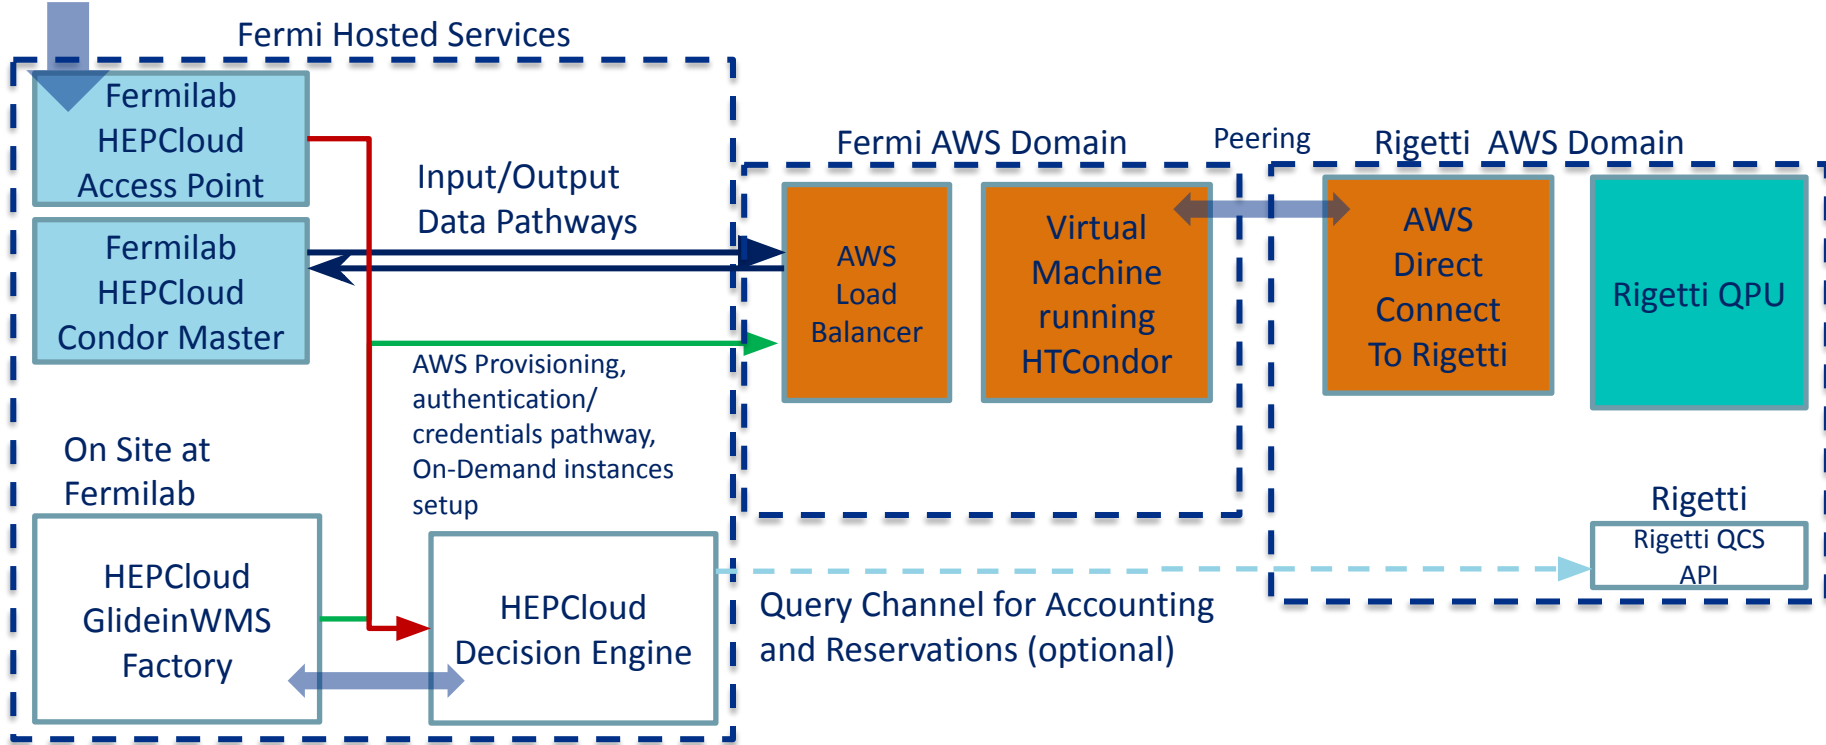 Fermi Hosted Services
Fermilab
HEPCloud
Access Point
Fermilab
HEPCloud
Condor Master
Input/Output
Data Pathways
AWS Provisioning,
authentication/
credentials pathway,
On-Demand instances
setup
On Site at
Fermilab
HEPCloud
GlideinWMS
Factory
HEPCloud
Decision Engine
Fermi AWS Domain
AWS
Load
Balancer
Virtual
Machine
running
HTCondor
Peering
Rigetti AWS Domain
AWS
Direct
Connect
To Rigetti
Rigetti QPU
Rigetti
Rigetti QCS
API
Query Channel for Accounting
and Reservations (optional)